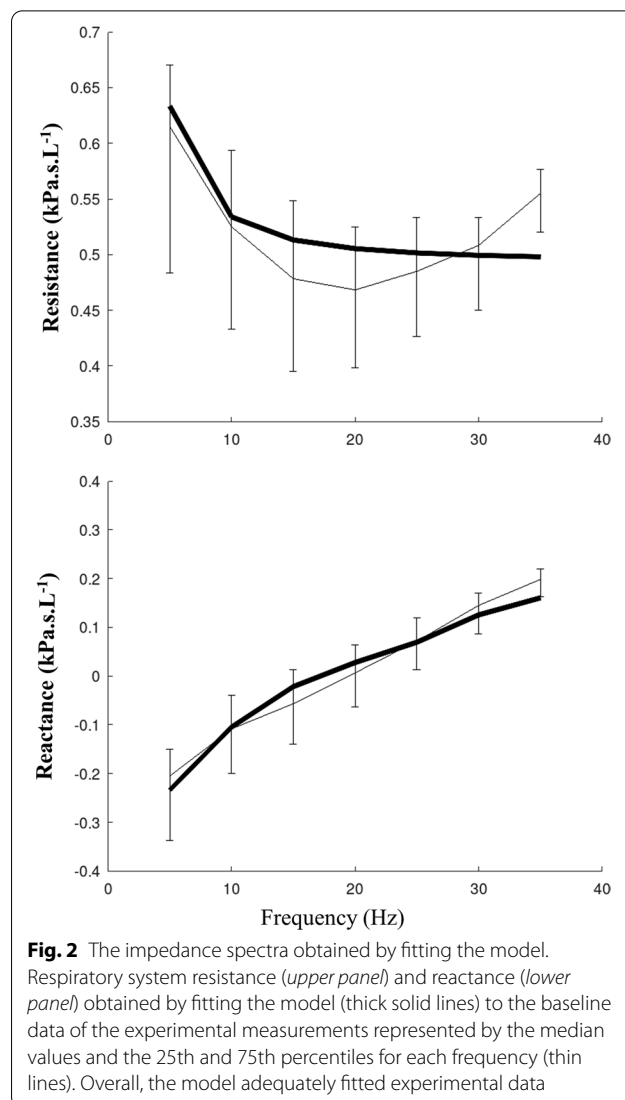 0.7
0.65
0.6
0.55
0.5
0.45
0.4
0.35
Resistance (kPa.s.L-1)
0 10 20 30 40
0.4
0.3
0.2
0.1
0
-0.1
-0.2
-0.3
-0.4
Reactance (kPa.s.L-1)
0 10 20 30 40
Frequency (Hz)
Fig. 2 The impedance spectra obtained by fitting the model.
Respiratory system resistance (upper panel) and reactance (lower
panel) obtained by fitting the model (thick solid lines) to the baseline
data of the experimental measurements represented by the median
values and the 25th and 75th percentiles for each frequency (thin
lines). Overall, the model adequately fitted experimental data